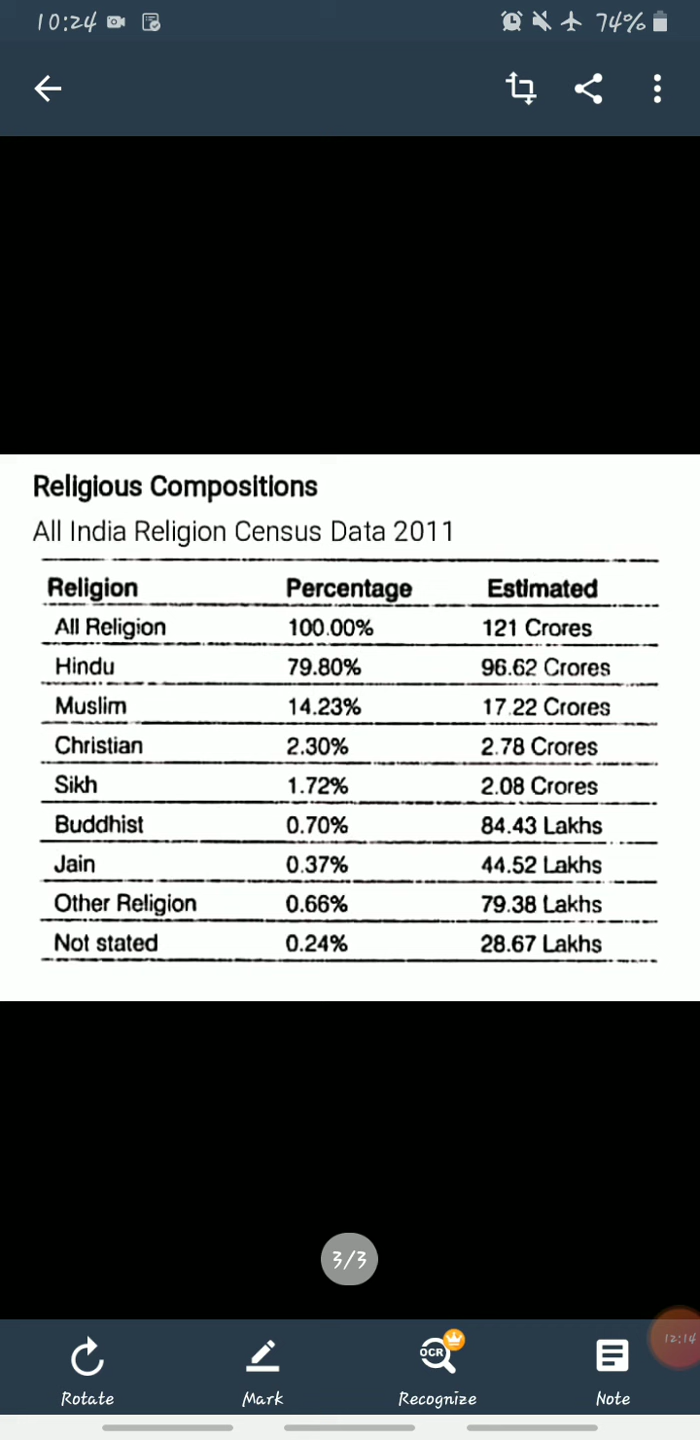 10:24 74%
Religious Compositions
All India Religion Census Data 2011
Religion Percentage Estimated
All Religion 100.00% 121 Crores
Hindu 79.80% 96.62 Crores
Muslim 14.23% 17.22 Crores
Christian 2.30% 2.78 Crores
Sikh 1.72% 2.08 Crores
Buddhist 0.70% 84.43 Lakhs
Jain 0.37% 44.52 Lakhs
Other Religion 0.66% 79.38 Lakhs
Not stated 0.24% 28.67 Lakhs
3/3
12:14
OCR
Rotate Mark Recognize Note